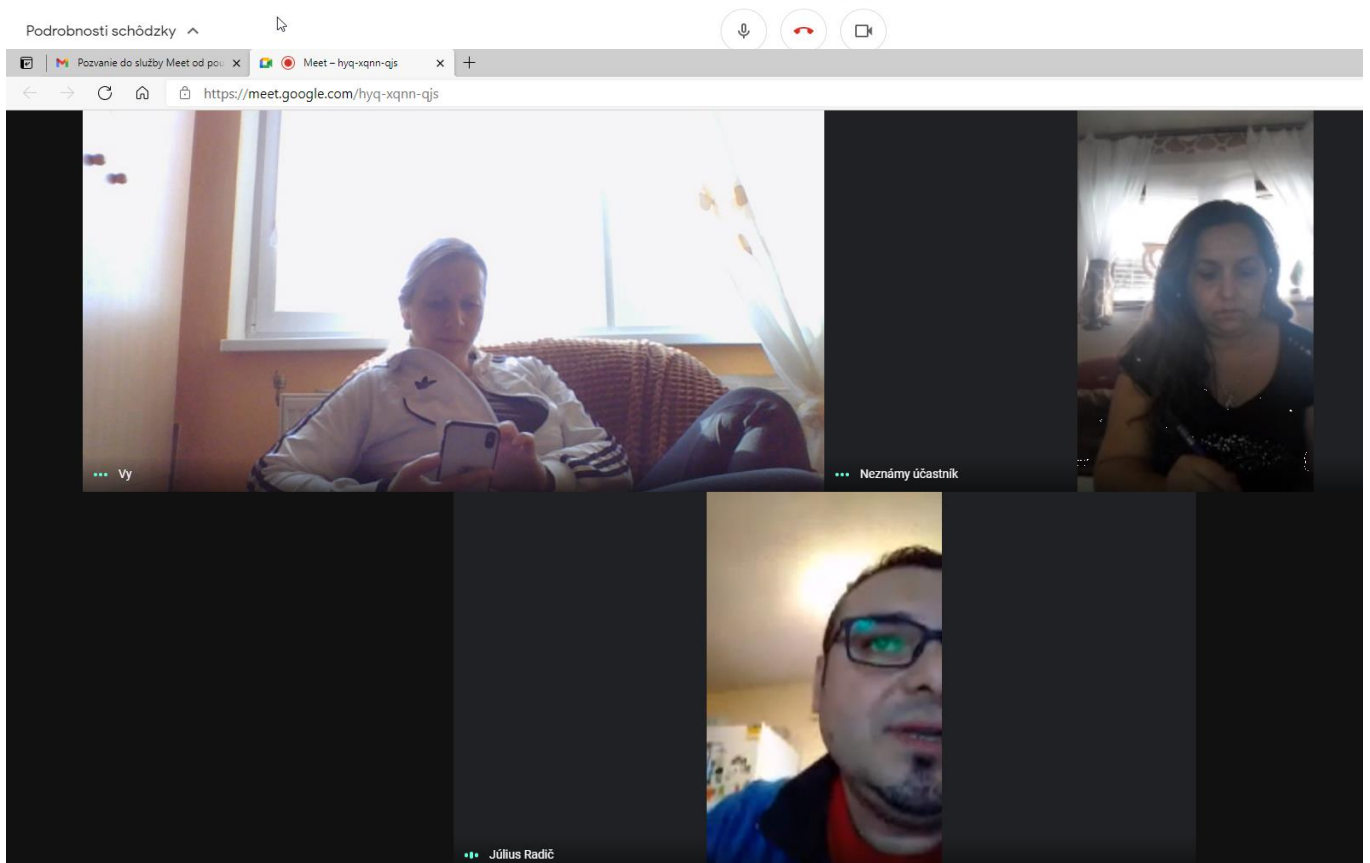 Podrobnosti schôdzky
Pozvanie do služby Meet od pou
Meet – hyq-xqnn-qjs
https://meet.google.com/hyq-xqnn-qjs
Vy
Neznámy účastník
Július Radič